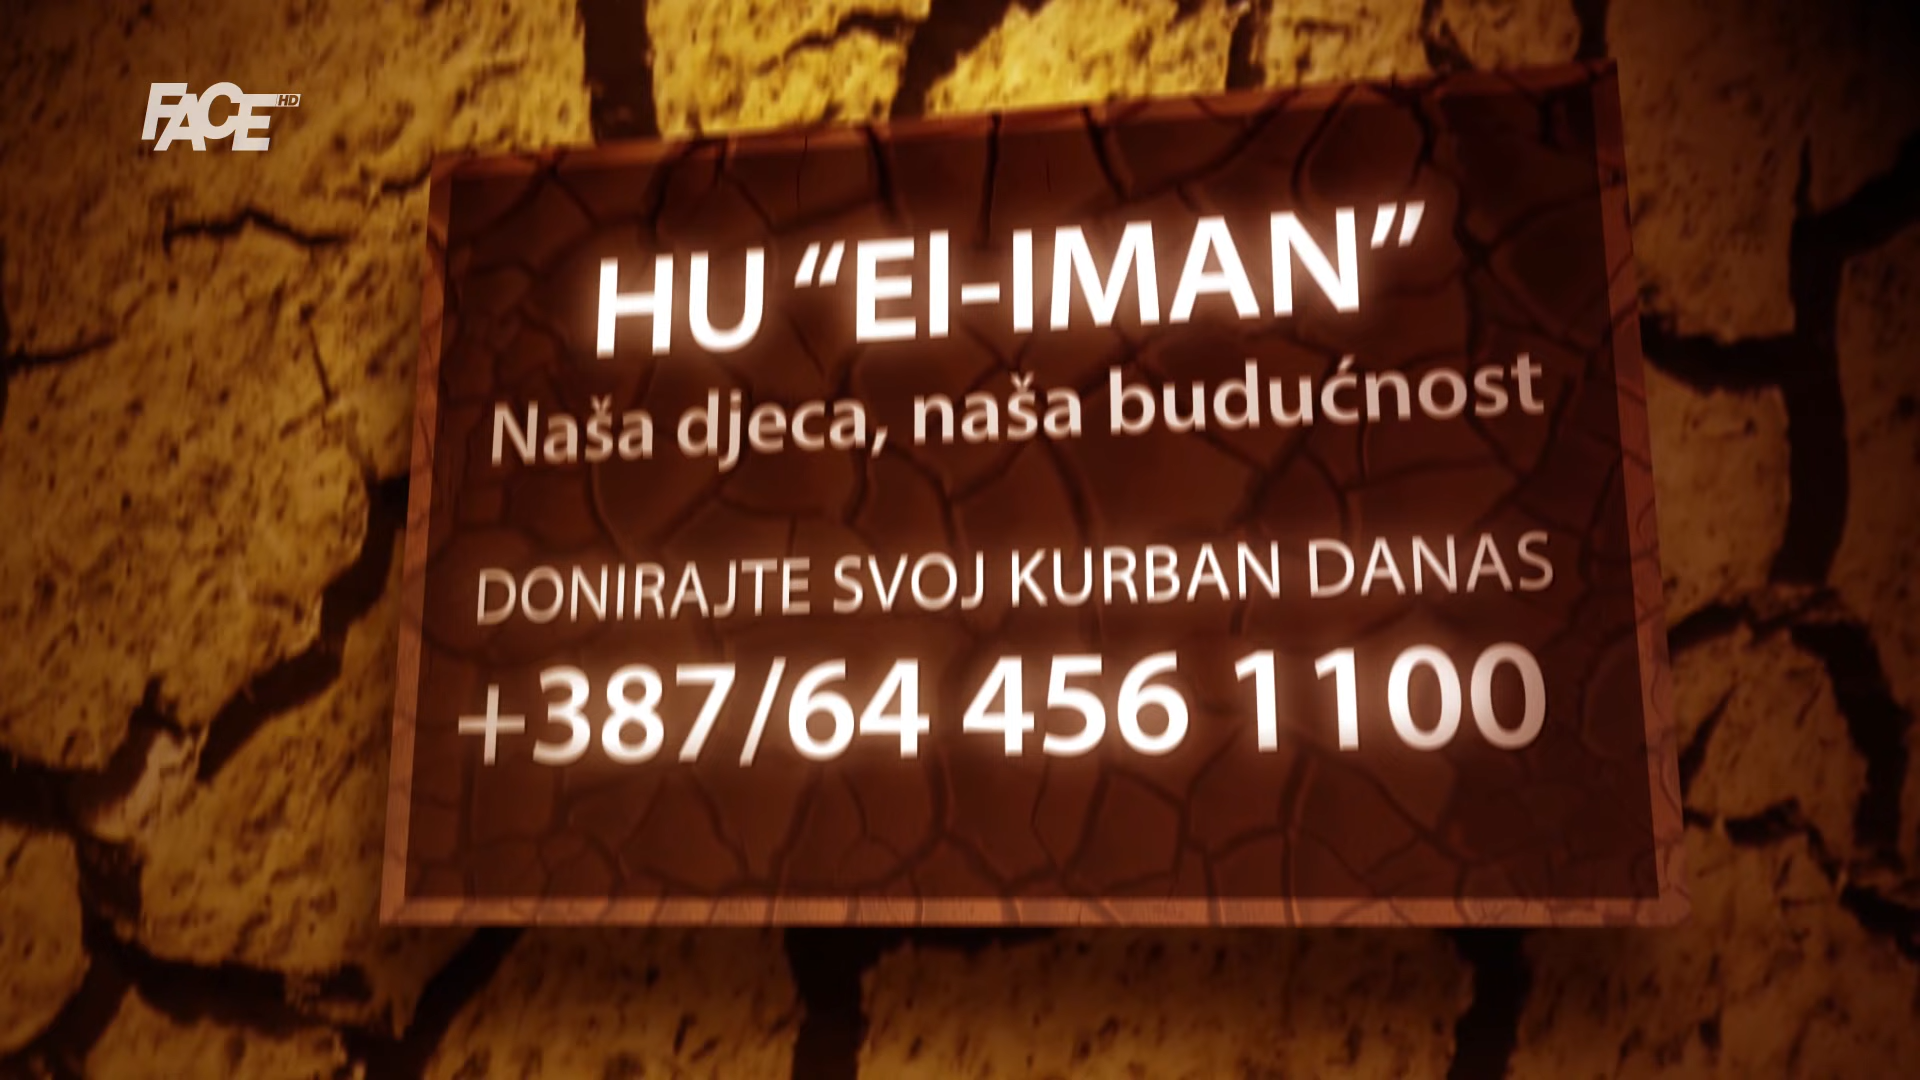 FACE HD
HU “El-IMAN”
Naša djeca, naša budućnost
DONIRAJTE SVOJ KURBAN DANAS
+387/64 456 1100